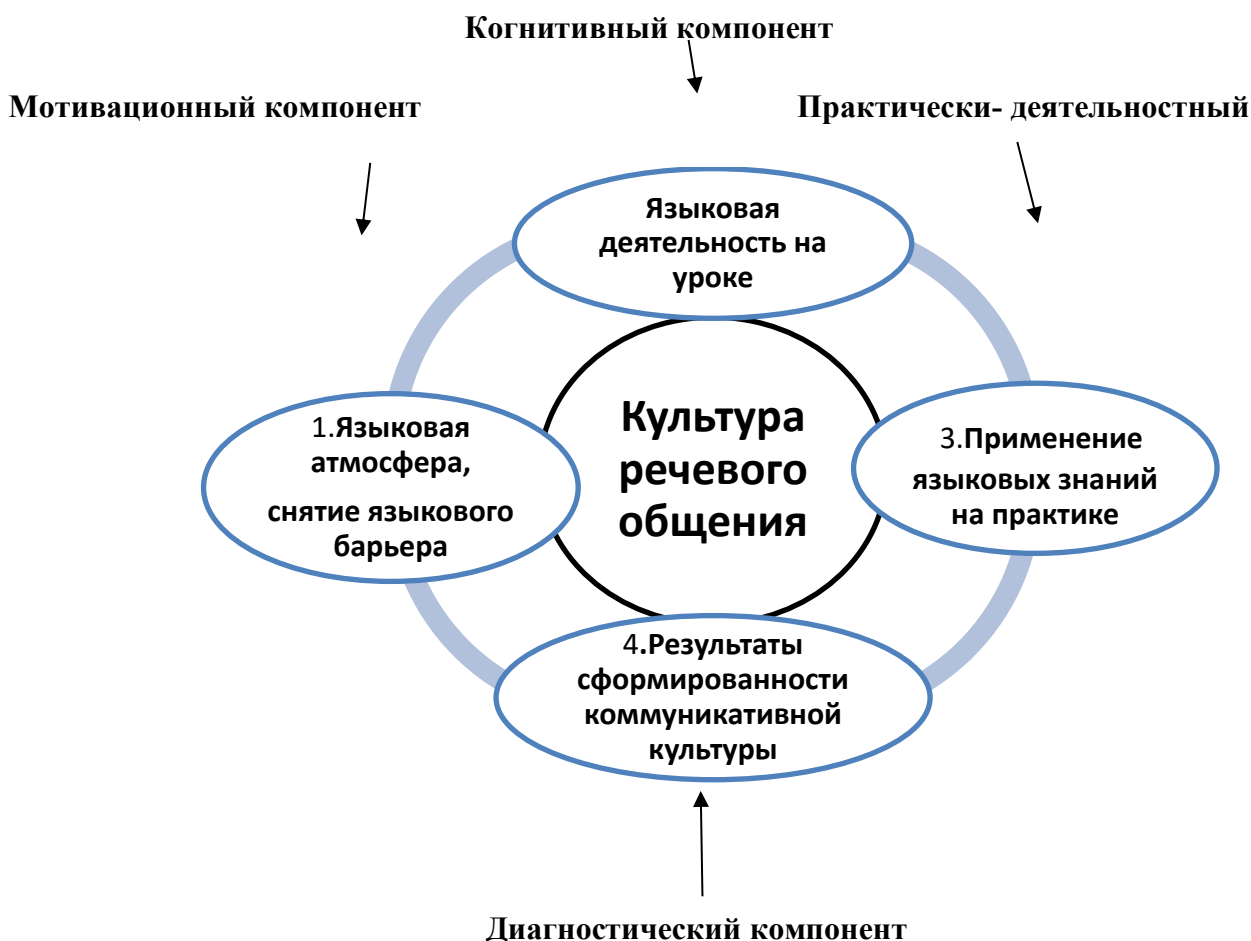 Когнитивный компонент
Мотивационный компонент
Практически- деятельностный
Языковая
деятельность на
уроке
1.Языковая
атмосфера,
снятие языкового
барьера
Культура
речевого
общения
3.Применение
языковых знаний
на практике
4.Результаты
сформированности
коммуникативной
культуры
Диагностический компонент